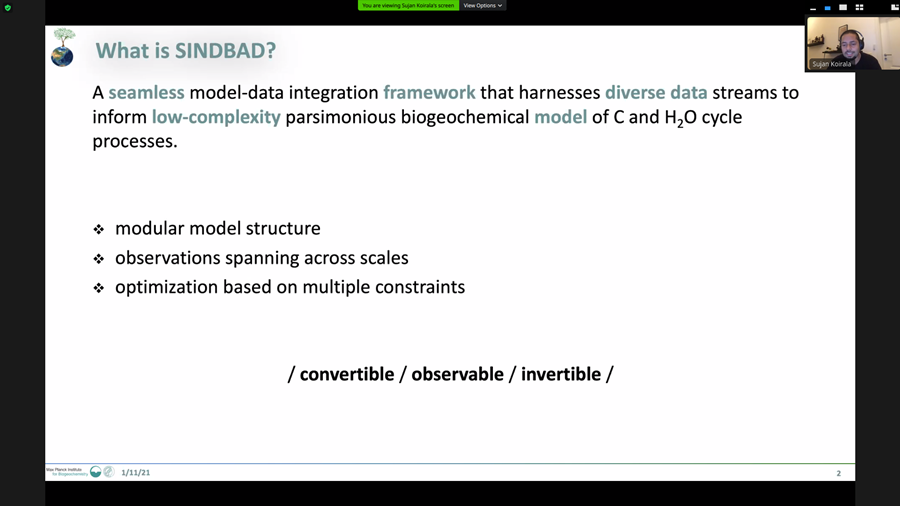 You are viewing Sujan Koirala's screen
View Options
Sujan Koirala
What is SINDBAD?
A seamless model-data integration framework that harnesses diverse data streams to
inform low-complexity parsimonious biogeochemical model of C and H₂O cycle
processes.
❖ modular model structure
❖ observations spanning across scales
❖ optimization based on multiple constraints
/ convertible / observable / invertible /
Max Planck Institute
for Biogeochemistry
1/11/21
2